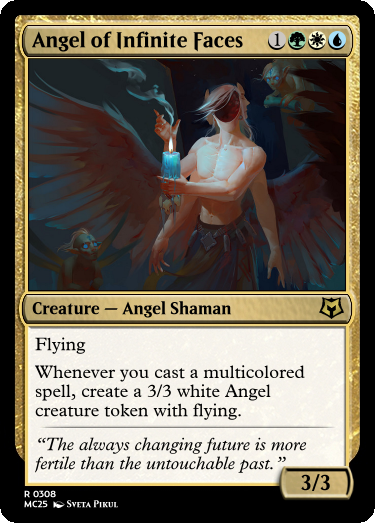 Angel of Infinite Faces 1
Creature — Angel Shaman
Flying
Whenever you cast a multicolored
spell, create a 3/3 white Angel
creature token with flying.
“The always changing future is more
fertile than the untouchable past.”
3/3
R 0308
MC25 Sveta Pikul